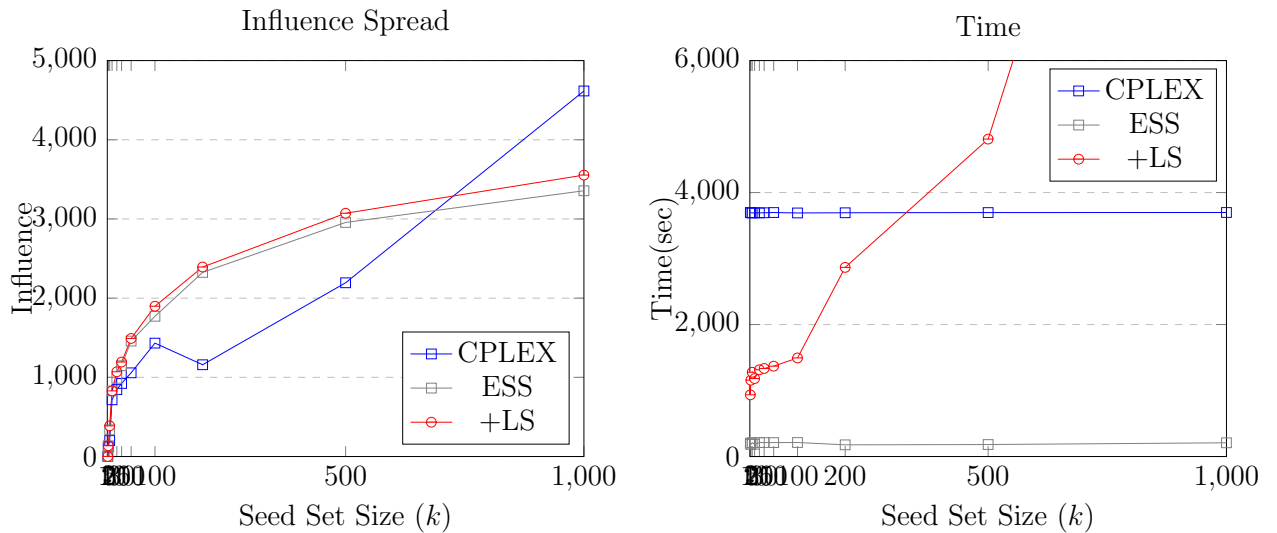 Influence Spread
5,000
4,000
3,000
2,000
1,000
0
Influence
100
500
1,000
Seed Set Size (k)
CPLEX
ESS
+LS
Time
6,000
4,000
2,000
0
Time(sec)
100
200
500
1,000
Seed Set Size (k)
CPLEX
ESS
+LS